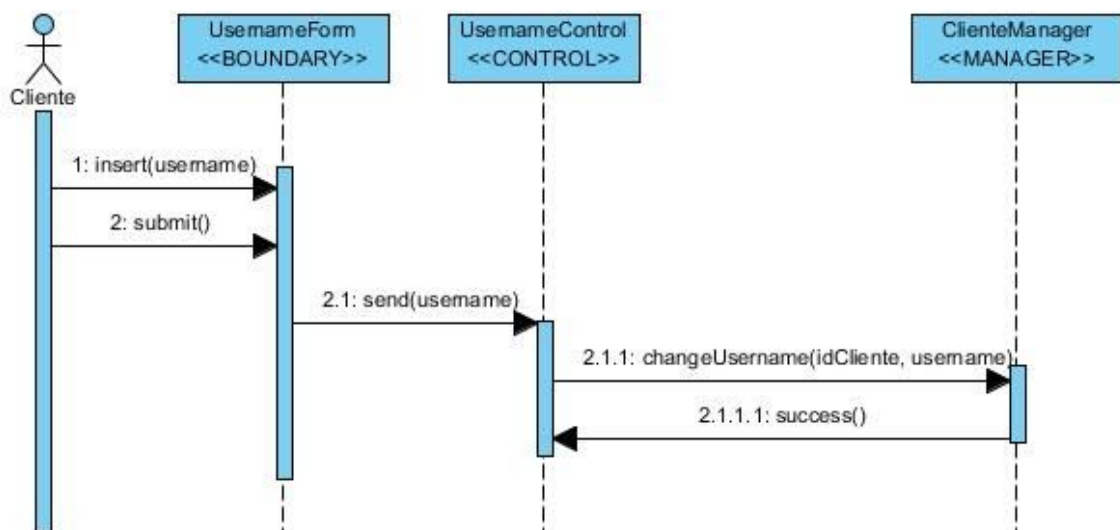 UsernameForm
<<BOUNDARY>>
UsernameControl
<<CONTROL>>
ClienteManager
<<MANAGER>>
Cliente
1: insert(username)
2: submit()
2.1: send(username)
2.1.1: changeUsername(idCliente, username)
2.1.1.1: success()